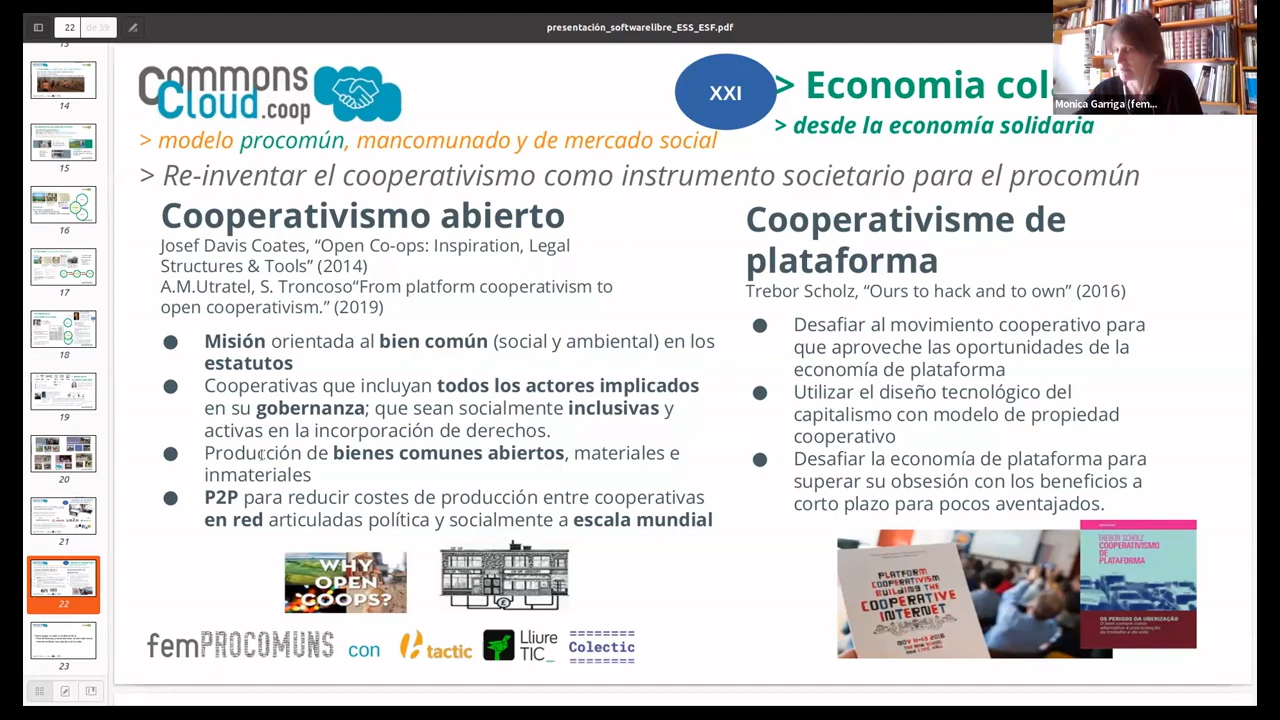 22 de 39
presentación_softwarelibre_ESS_ESF.pdf
Monica Garriga (fem...
14
15
16
17
18
19
20
21
22
23
CommonsCloud.coop
XXI
> Economia col
> desde la economía solidaria
> modelo procomún, mancomunado y de mercado social
> Re-inventar el cooperativismo como instrumento societario para el procomún
Cooperativismo abierto
Josef Davis Coates, “Open Co-ops: Inspiration, Legal
Structures & Tools” (2014)
A.M.Utratel, S. Troncoso“From platform cooperativism to
open cooperativism.” (2019)
● Misión orientada al bien común (social y ambiental) en los
estatutos
● Cooperativas que incluyan todos los actores implicados
en su gobernanza; que sean socialmente inclusivas y
activas en la incorporación de derechos.
● Producción de bienes comunes abiertos, materiales e
inmateriales
● P2P para reducir costes de producción entre cooperativas
en red articuladas política y socialmente a escala mundial
WHY
OPEN
COOPS?
Cooperativisme de
plataforma
Trebor Scholz, “Ours to hack and to own” (2016)
● Desafiar al movimiento cooperativo para
que aproveche las oportunidades de la
economía de plataforma
● Utilizar el diseño tecnológico del
capitalismo con modelo de propiedad
cooperativo
● Desafiar la economía de plataforma para
superar su obsesión con los beneficios a
corto plazo para pocos aventajados.
PLATFORM
COOPERATIVISM
BUILDING THE
COOPERATIVE
INTERNET
TREBOR SCHOLZ
COOPERATIVISMO
DE
PLATAFORMA
OS PERIGOS DA UBERIZAÇÃO
femPROCOMUNS con tactic Lliure TIC_ Colectic